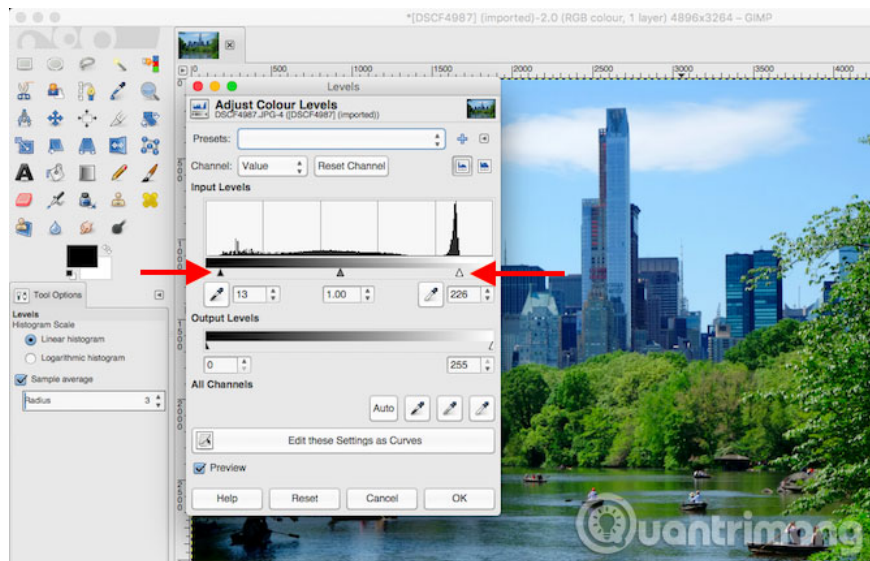 *[DSCF4987] (imported)-2.0 (RGB colour, 1 layer) 4896x3264 – GIMP
0 500 1000 1500 2000 2500 3000 3500 4000
Levels
Adjust Colour Levels
DSCF4987.JPG-4 ([DSCF4987] (imported))
Presets:
Channel: Value Reset Channel
Input Levels
13 1.00 226
Output Levels
0 255
All Channels
Auto
Edit these Settings as Curves
Preview
Help Reset Cancel OK
Tool Options
Levels
Histogram Scale
Linear histogram
Logarithmic histogram
Sample average
Radius 3
Quantrimang